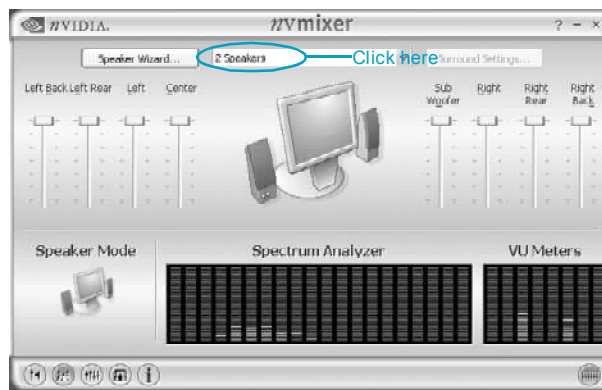 nVIDIA.
nvmixer
? - ×
Speaker Wizard...
2 Speakers
Click here
Surround Settings...
Left Back
Left Rear
Left
Center
Sub Woofer
Right
Right Rear
Right Back
Speaker Mode
Spectrum Analyzer
VU Meters